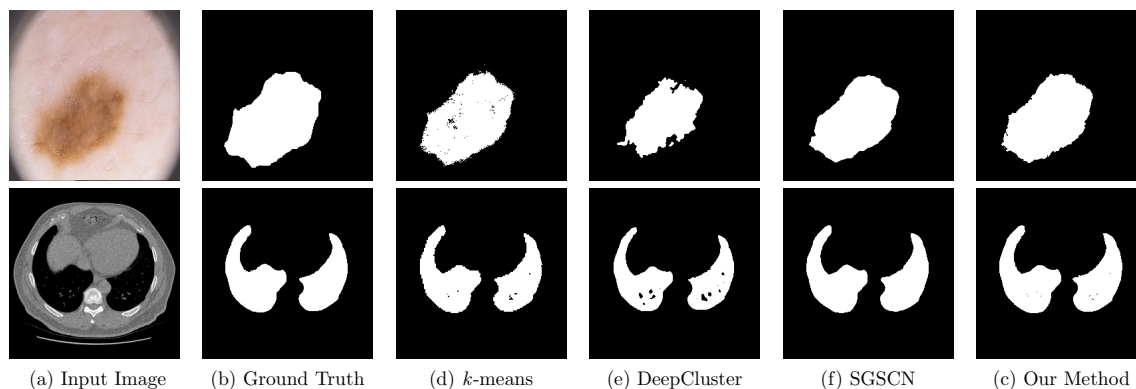 (a) Input Image
(b) Ground Truth
(d) k-means
(e) DeepCluster
(f) SGSCN
(c) Our Method